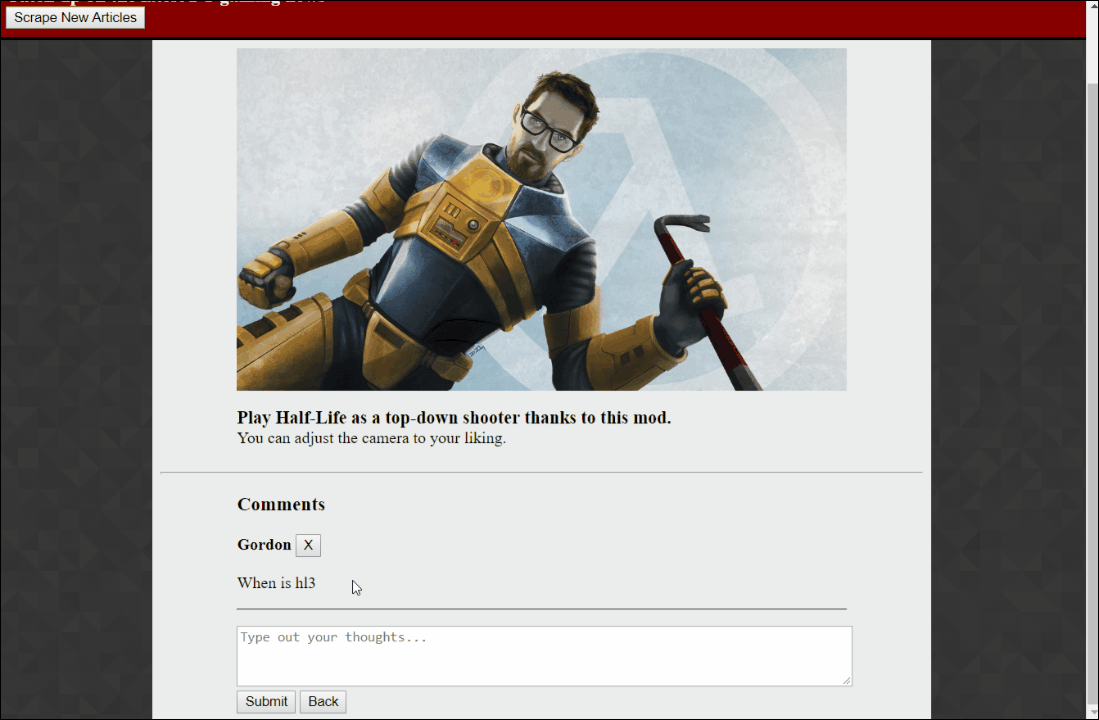 Scrape New Articles
Play Half-Life as a top-down shooter thanks to this mod.
You can adjust the camera to your liking.
Comments
Gordon X
When is hl3
Type out your thoughts...
Submit Back